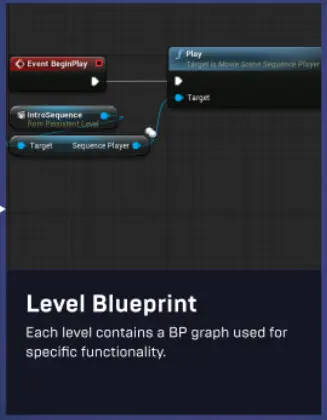 Event BeginPlay
Play
Target is Movie Scene Sequence Player
Target
IntroSequence
from Persistent Level
Target Sequence Player
Level Blueprint
Each level contains a BP graph used for
specific functionality.